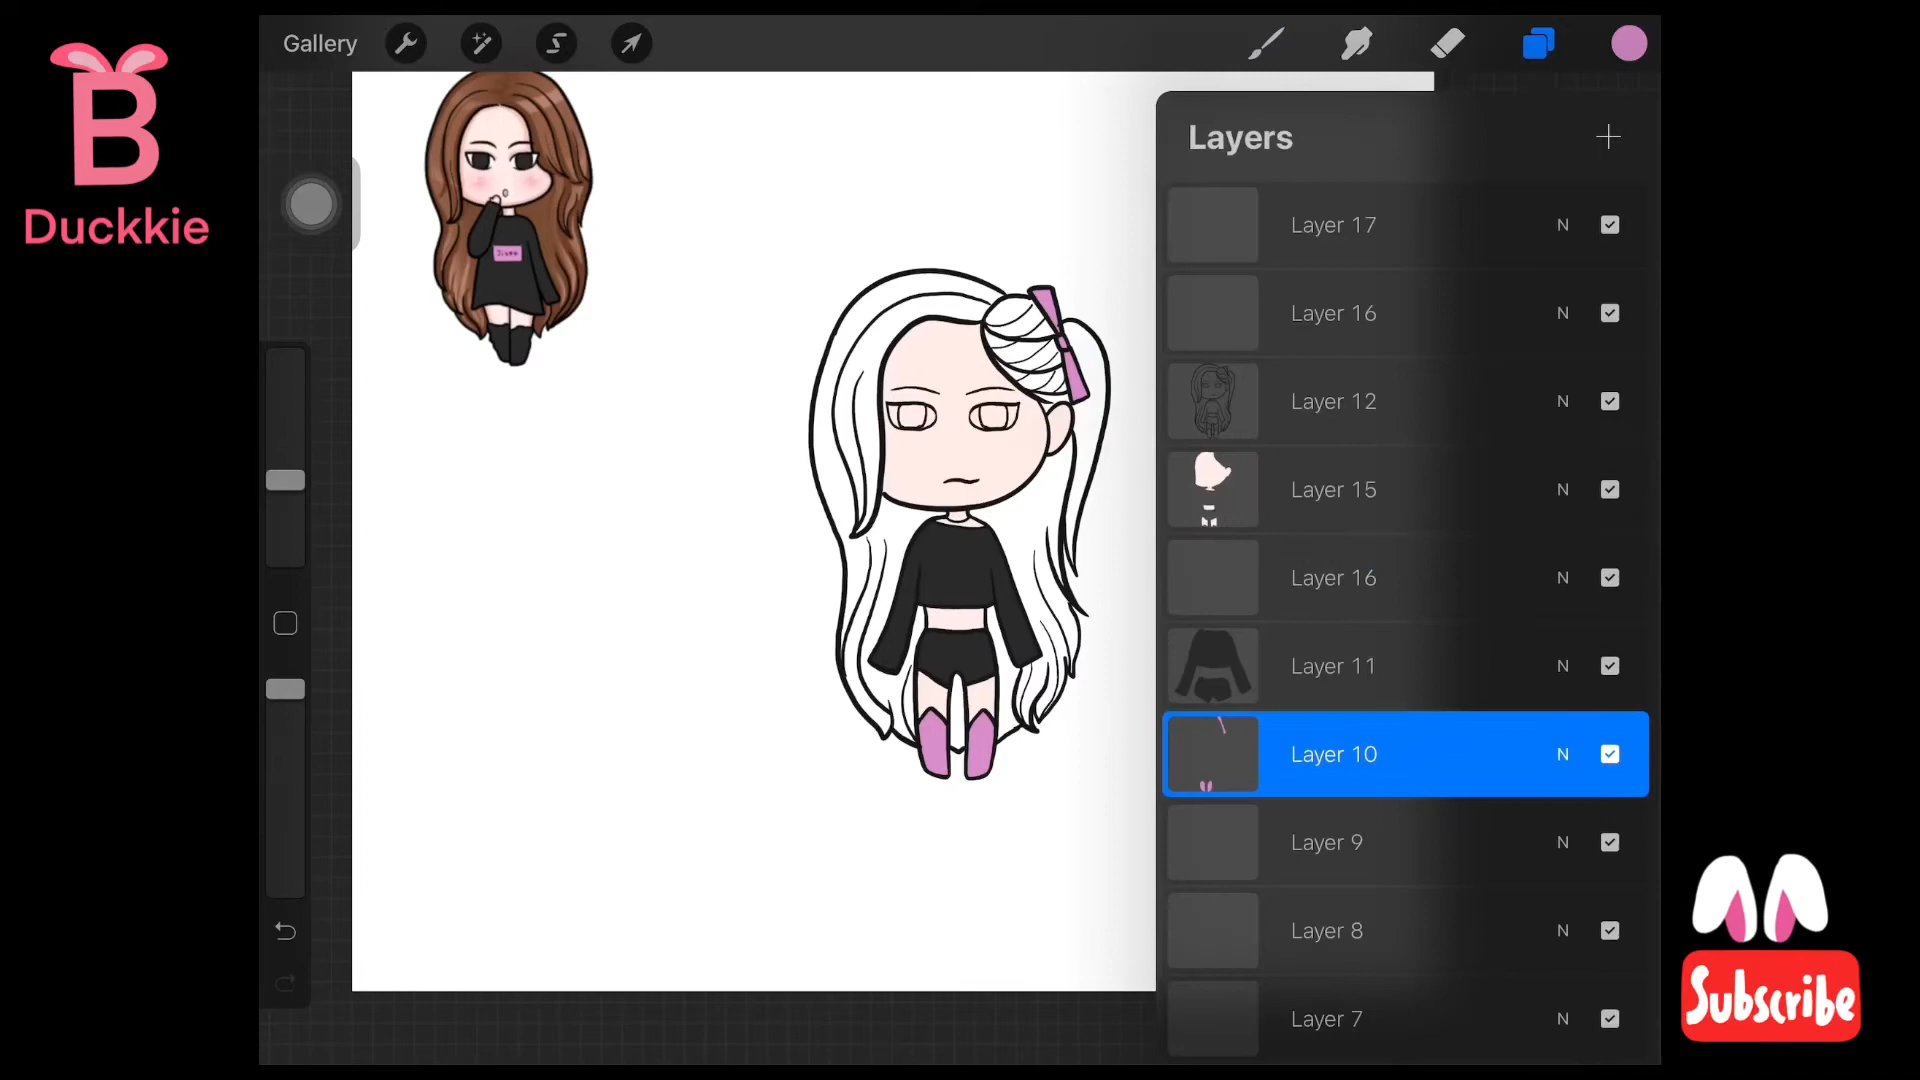 Gallery
B
Duckkie
Layers
Layer 17 N
Layer 16 N
Layer 12 N
Layer 15 N
Layer 16 N
Layer 11 N
Layer 10 N
Layer 9 N
Layer 8 N
Layer 7 N
Subscribe